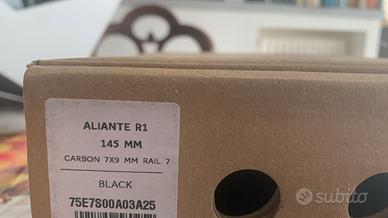 ALIANTE R1
145 MM
CARBON 7X9 MM RAIL 7
BLACK
75E7S00A03A25
subito